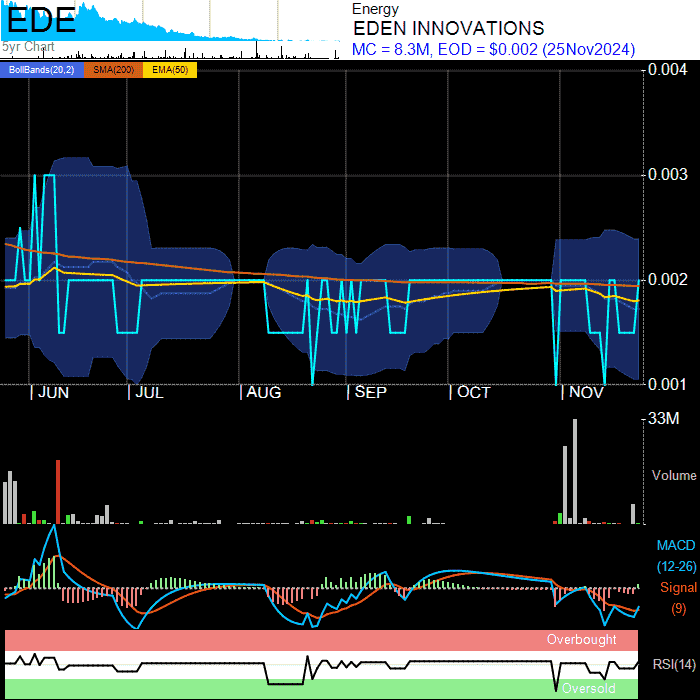 EDE
5yr Chart
Energy
EDEN INNOVATIONS
MC = 8.3M, EOD = $0.002 (25Nov2024)
BollBands(20,2) SMA(200) EMA(50)
0.004
0.003
0.002
0.001
JUN JUL AUG SEP OCT NOV
33M
Volume
MACD
(12-26)
Signal
(9)
Overbought
RSI(14)
Oversold